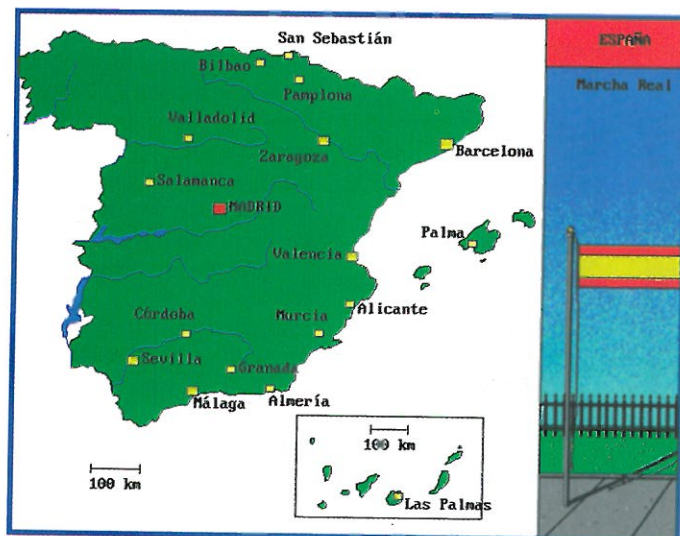 San Sebastián
Bilbao
Pamplona
Valladolid
Zaragoza
Barcelona
Salamanca
MADRID
Palma
Valencia
Alicante
Córdoba
Murcia
Sevilla
Granada
Málaga
Almería
100 km
100 km
Las Palmas
ESPAÑA
Marcha Real